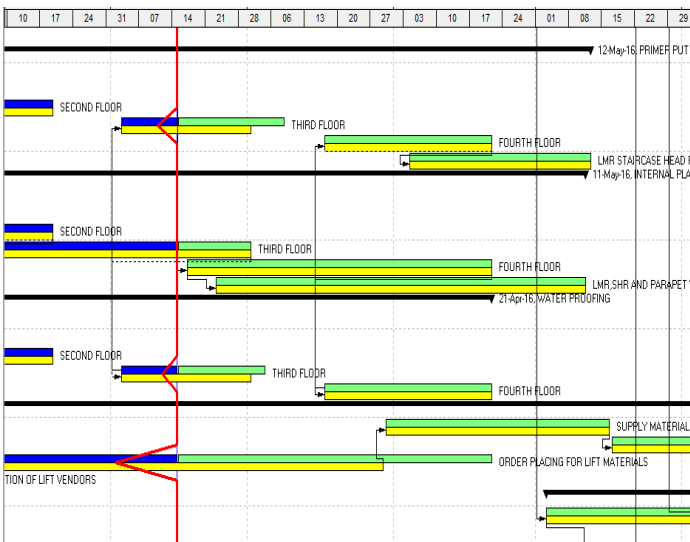 10 17 24 31 07 14 21 28 06 13 20 27 03 10 17 24 01 08 15 22 29
12-May-16, PRIMER PUT
SECOND FLOOR
THIRD FLOOR
FOURTH FLOOR
LMR STAIRCASE HEAD
11-May-16, INTERNAL PLA
SECOND FLOOR
THIRD FLOOR
FOURTH FLOOR
LMR,SHR AND PARAPET
21-Apr-16, WATER PROOFING
SECOND FLOOR
THIRD FLOOR
FOURTH FLOOR
SUPPLY MATERIAL
ORDER PLACING FOR LIFT MATERIALS
TION OF LIFT VENDORS